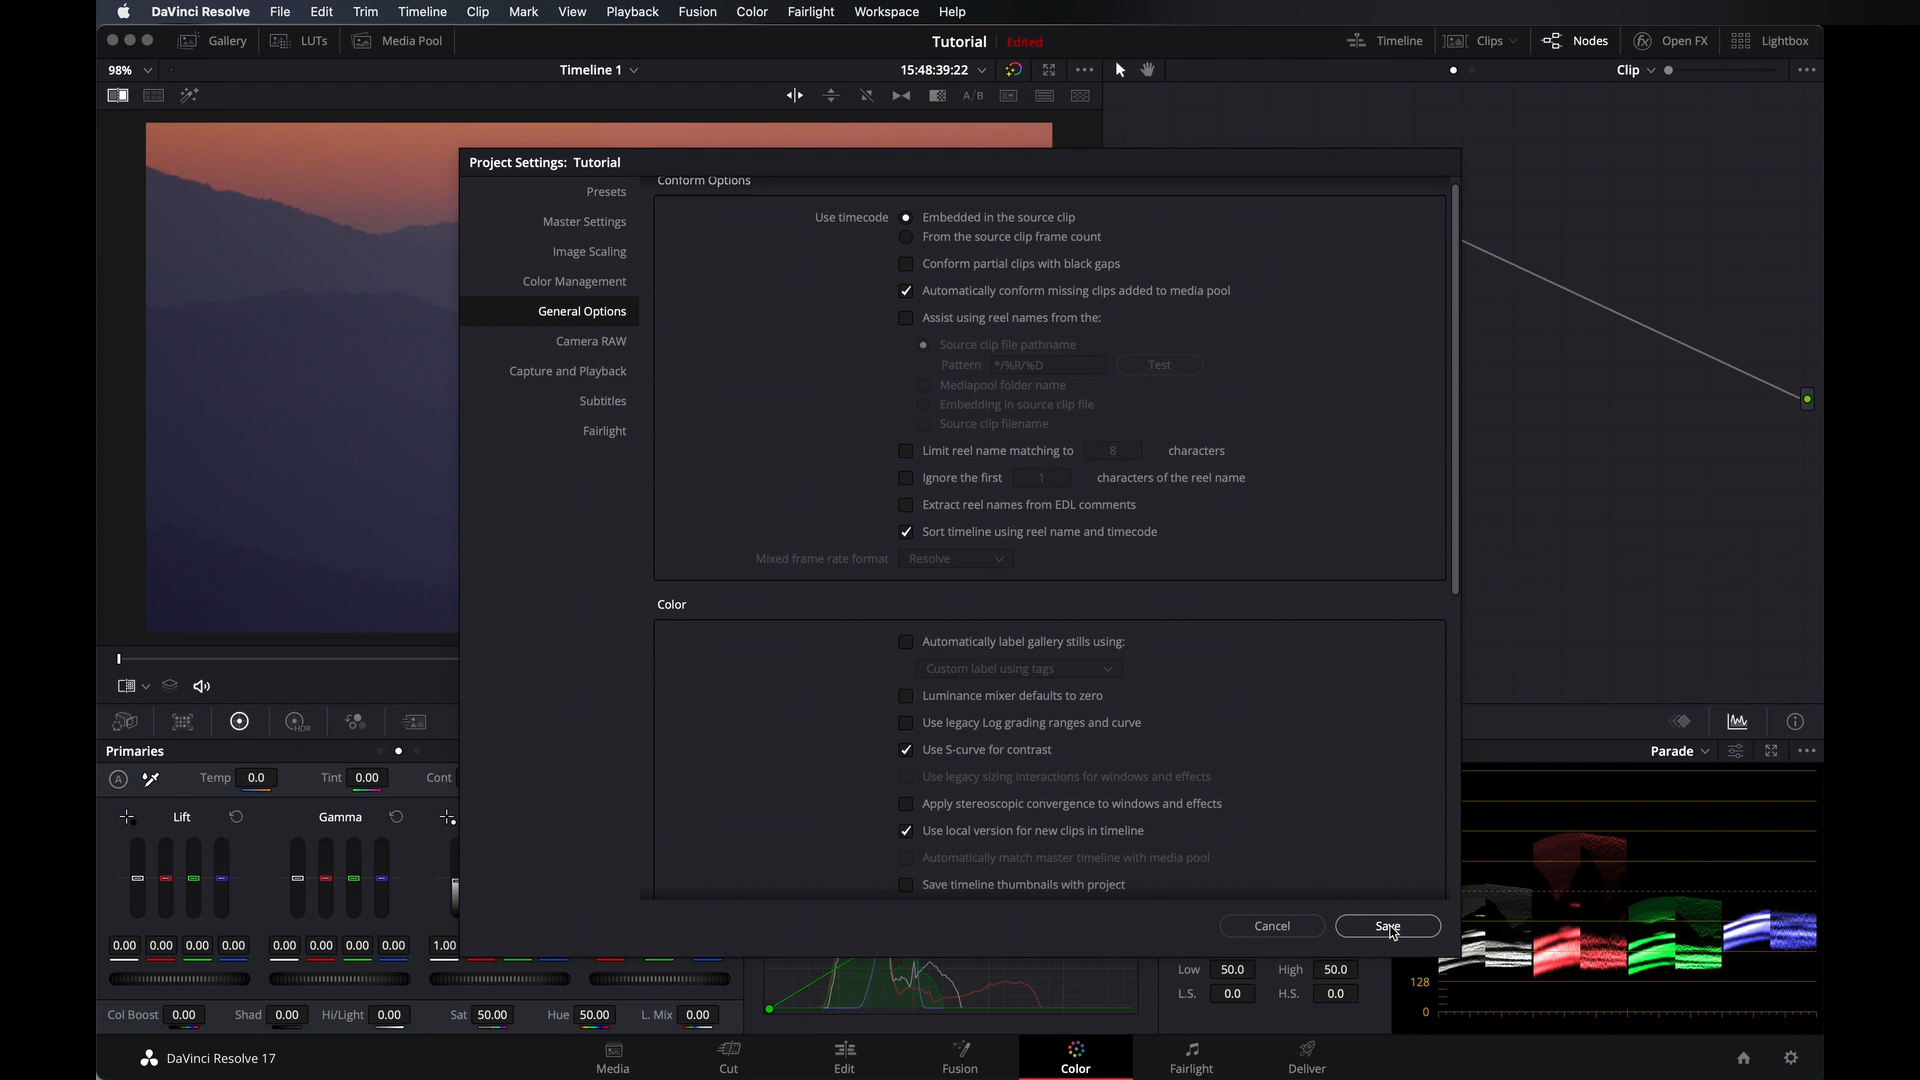 DaVinci Resolve File Edit Trim Timeline Clip Mark View Playback Fusion Color Fairlight Workspace Help
Gallery LUTs Media Pool Tutorial Edited Timeline Clips Nodes Open FX Lightbox
98% Timeline 1 15:48:39:22 Clip
A/B
Project Settings: Tutorial
Presets
Master Settings
Image Scaling
Color Management
General Options
Camera RAW
Capture and Playback
Subtitles
Fairlight
Conform Options
Use timecode Embedded in the source clip
From the source clip frame count
Conform partial clips with black gaps
Automatically conform missing clips added to media pool
Assist using reel names from the:
Source clip file pathname
Pattern */%R/%D Test
Mediapool folder name
Embedding in source clip file
Source clip filename
Limit reel name matching to 8 characters
Ignore the first 1 characters of the reel name
Extract reel names from EDL comments
Sort timeline using reel name and timecode
Mixed frame rate format Resolve
Color
Automatically label gallery stills using:
Custom label using tags
Luminance mixer defaults to zero
Use legacy Log grading ranges and curve
Use S-curve for contrast
Use legacy sizing interactions for windows and effects
Apply stereoscopic convergence to windows and effects
Use local version for new clips in timeline
Automatically match master timeline with media pool
Save timeline thumbnails with project
Cancel Save
HDR
Primaries
A Temp 0.0 Tint 0.00 Cont
Lift Gamma
0.00 0.00 0.00 0.00 0.00 0.00 0.00 0.00 1.00
Col Boost 0.00 Shad 0.00 Hi/Light 0.00 Sat 50.00 Hue 50.00 L. Mix 0.00
Low 50.0 High 50.0
L.S. 0.0 H.S. 0.0
Parade
128
0
DaVinci Resolve 17 Media Cut Edit Fusion Color Fairlight Deliver